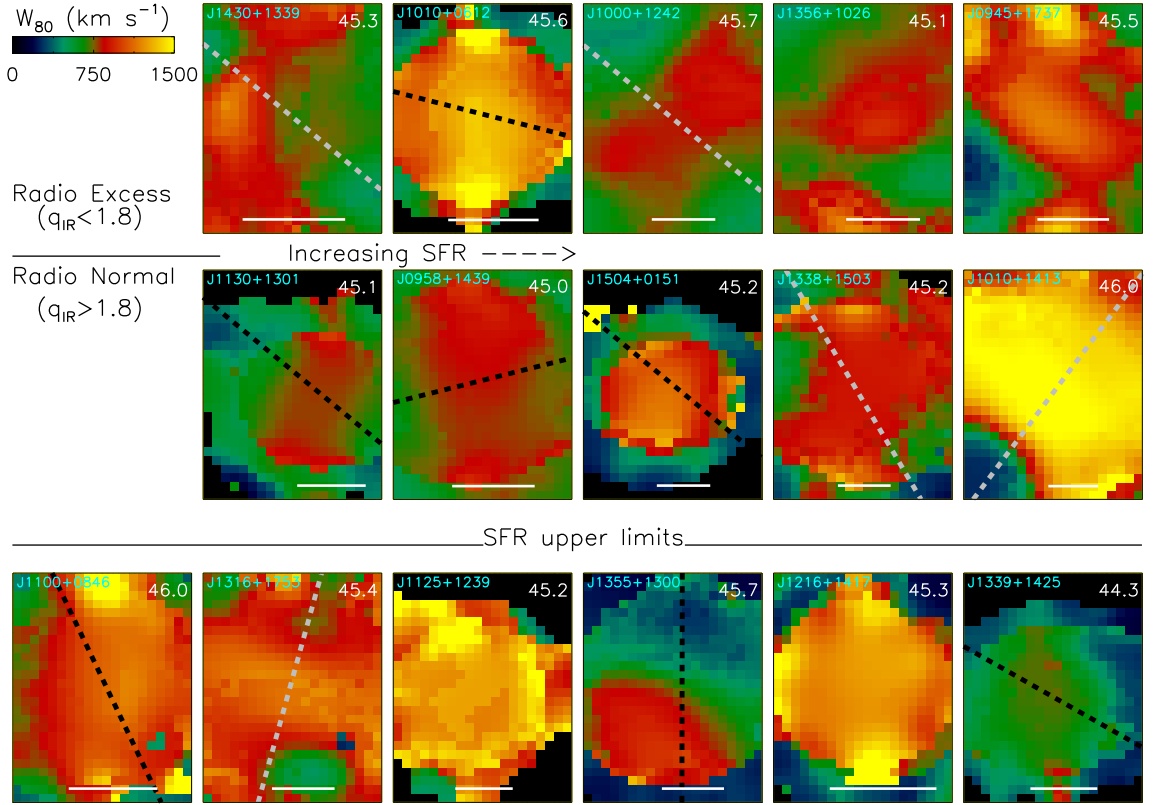 W80 (km s−1)
0 750 1500
J1430+1339 45.3
J1010+0612 45.6
J1000+1242 45.7
J1356+1026 45.1
J0945+1737 45.5
Radio Excess
(qIR<1.8)
Increasing SFR ---->
Radio Normal
(qIR>1.8)
J1130+1301 45.1
J0958+1439 45.0
J1504+0151 45.2
J1338+1503 45.2
J1010+1413 46.0
SFR upper limits
J1100+0846 46.0
J1316+1753 45.4
J1125+1239 45.2
J1355+1300 45.7
J1216+1417 45.3
J1339+1425 44.3